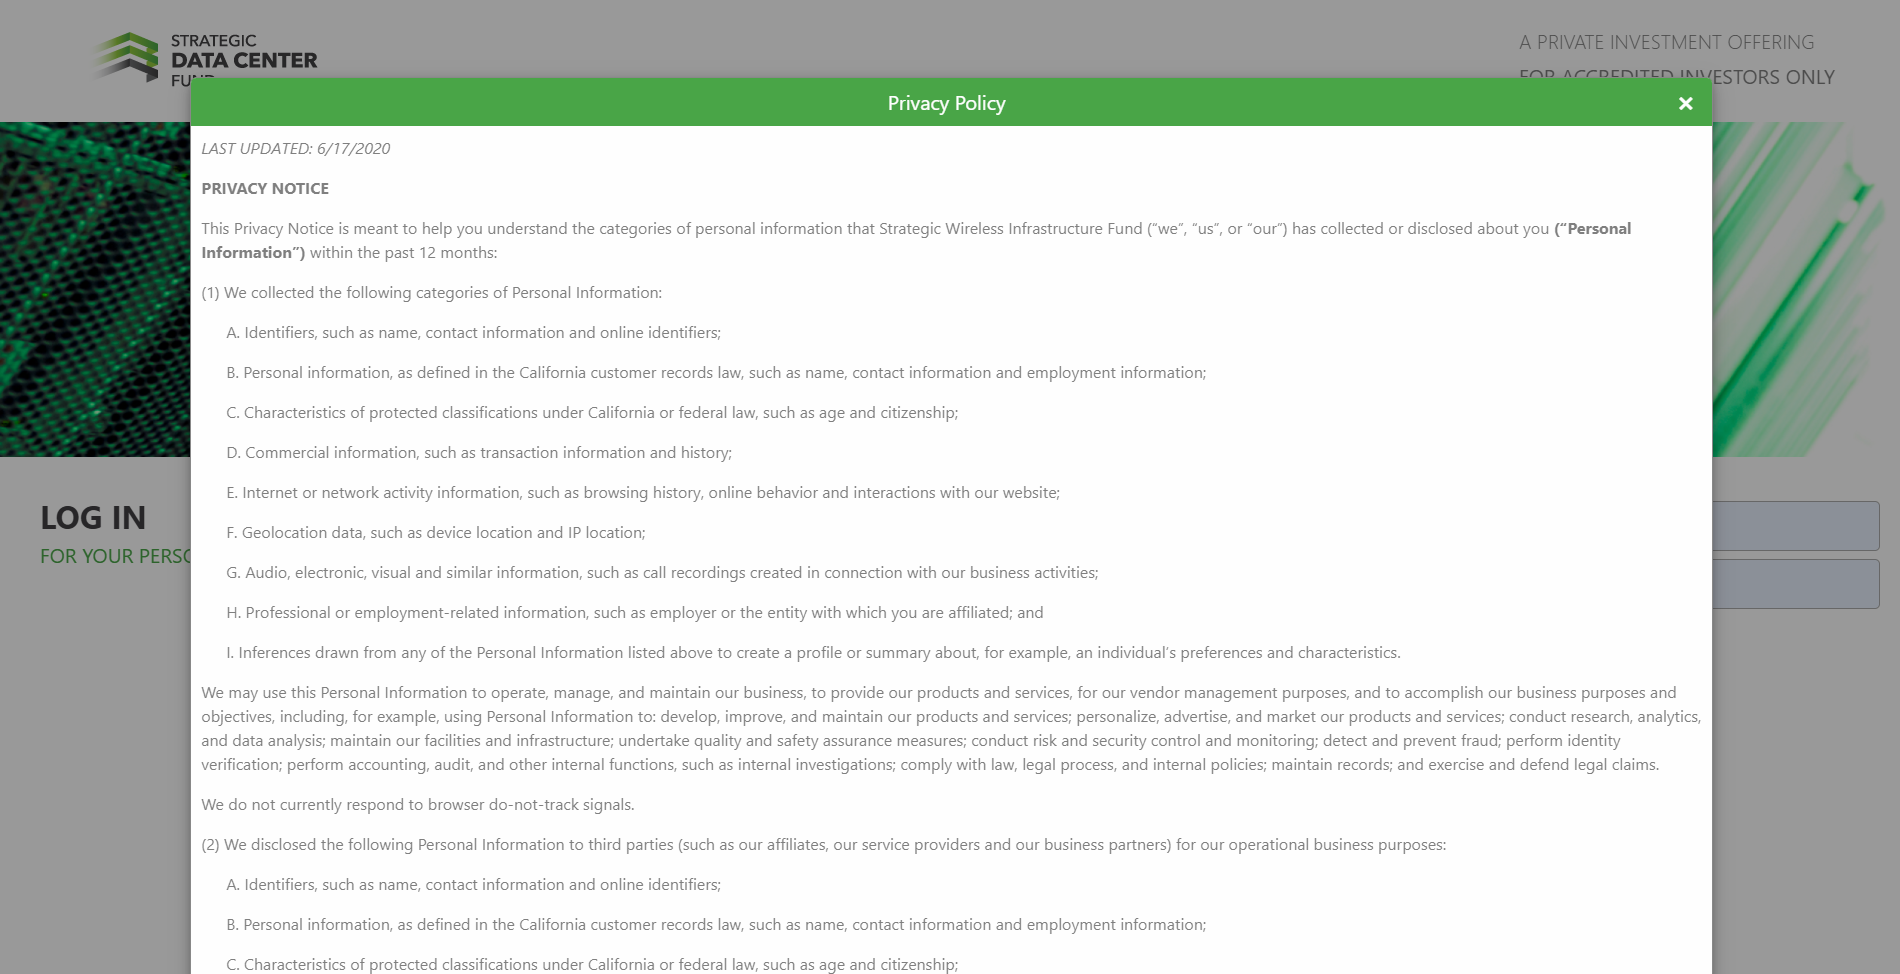 STRATEGIC
DATA CENTER
FUND
A PRIVATE INVESTMENT OFFERING
FOR ACCREDITED INVESTORS ONLY
Privacy Policy
LAST UPDATED: 6/17/2020
PRIVACY NOTICE
This Privacy Notice is meant to help you understand the categories of personal information that Strategic Wireless Infrastructure Fund (“we”, “us”, or “our”) has collected or disclosed about you (“Personal
Information”) within the past 12 months:
(1) We collected the following categories of Personal Information:
A. Identifiers, such as name, contact information and online identifiers;
B. Personal information, as defined in the California customer records law, such as name, contact information and employment information;
C. Characteristics of protected classifications under California or federal law, such as age and citizenship;
D. Commercial information, such as transaction information and history;
E. Internet or network activity information, such as browsing history, online behavior and interactions with our website;
F. Geolocation data, such as device location and IP location;
G. Audio, electronic, visual and similar information, such as call recordings created in connection with our business activities;
H. Professional or employment-related information, such as employer or the entity with which you are affiliated; and
I. Inferences drawn from any of the Personal Information listed above to create a profile or summary about, for example, an individual’s preferences and characteristics.
We may use this Personal Information to operate, manage, and maintain our business, to provide our products and services, for our vendor management purposes, and to accomplish our business purposes and
objectives, including, for example, using Personal Information to: develop, improve, and maintain our products and services; personalize, advertise, and market our products and services; conduct research, analytics,
and data analysis; maintain our facilities and infrastructure; undertake quality and safety assurance measures; conduct risk and security control and monitoring; detect and prevent fraud; perform identity
verification; perform accounting, audit, and other internal functions, such as internal investigations; comply with law, legal process, and internal policies; maintain records; and exercise and defend legal claims.
We do not currently respond to browser do-not-track signals.
(2) We disclosed the following Personal Information to third parties (such as our affiliates, our service providers and our business partners) for our operational business purposes:
A. Identifiers, such as name, contact information and online identifiers;
B. Personal information, as defined in the California customer records law, such as name, contact information and employment information;
C. Characteristics of protected classifications under California or federal law, such as age and citizenship;
LOG IN
FOR YOUR